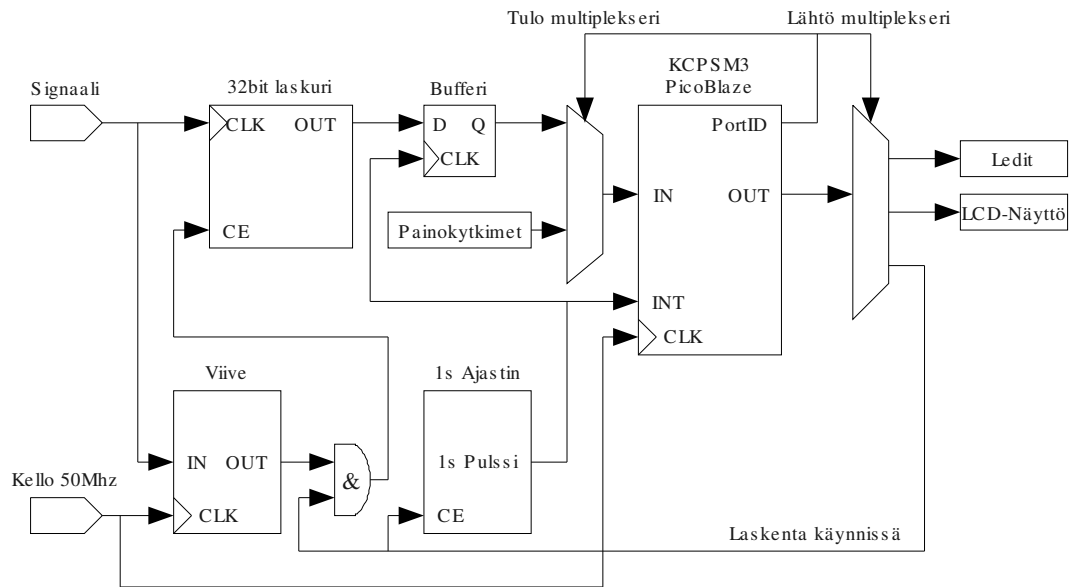 Tulo multiplekseri
Lähtö multiplekseri
KCPSM3
PicoBlaze
Signaali
32bit laskuri
Bufferi
CLK
OUT
D
Q
PortID
CLK
Ledit
IN
OUT
LCD-Näyttö
CE
Painokytkimet
INT
CLK
Viive
1s Ajastin
IN
OUT
1s Pulssi
Kello 50Mhz
&
CLK
CE
Laskenta käynnissä